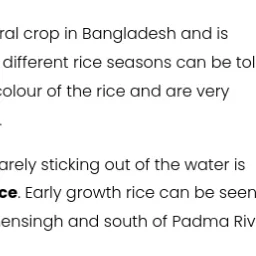 ral crop in Bangladesh and is
different rice seasons can be tol
colour of the rice and are very
.
arely sticking out of the water is
ce. Early growth rice can be seen
ensingh and south of Padma Riv